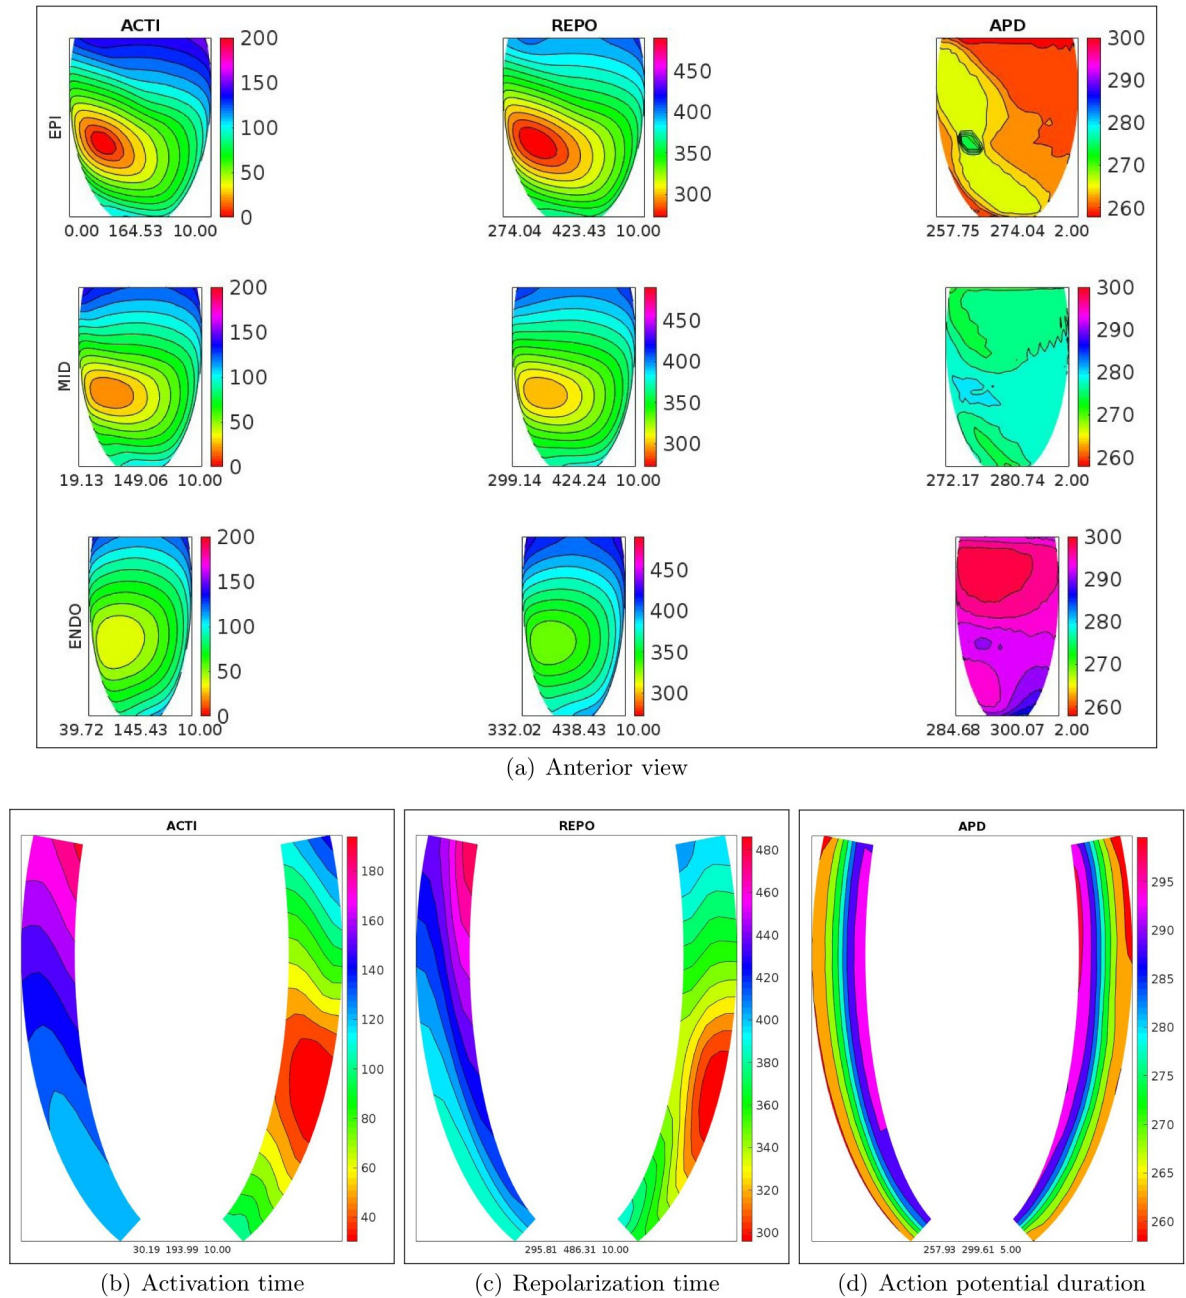 ACTI REPO APD
EPI
200
150
100
50
0
0.00 164.53 10.00
450
400
350
300
274.04 423.43 10.00
300
290
280
270
260
257.75 274.04 2.00
MID
200
150
100
50
0
19.13 149.06 10.00
450
400
350
300
299.14 424.24 10.00
300
290
280
270
260
272.17 280.74 2.00
ENDO
200
150
100
50
0
39.72 145.43 10.00
450
400
350
300
332.02 438.43 10.00
300
290
280
270
260
284.68 300.07 2.00
(a) Anterior view
ACTI
180
160
140
120
100
80
60
40
30.19 193.99 10.00
(b) Activation time
REPO
480
460
440
420
400
380
360
340
320
300
295.81 486.31 10.00
(c) Repolarization time
APD
295
290
285
280
275
270
265
260
257.93 299.61 5.00
(d) Action potential duration